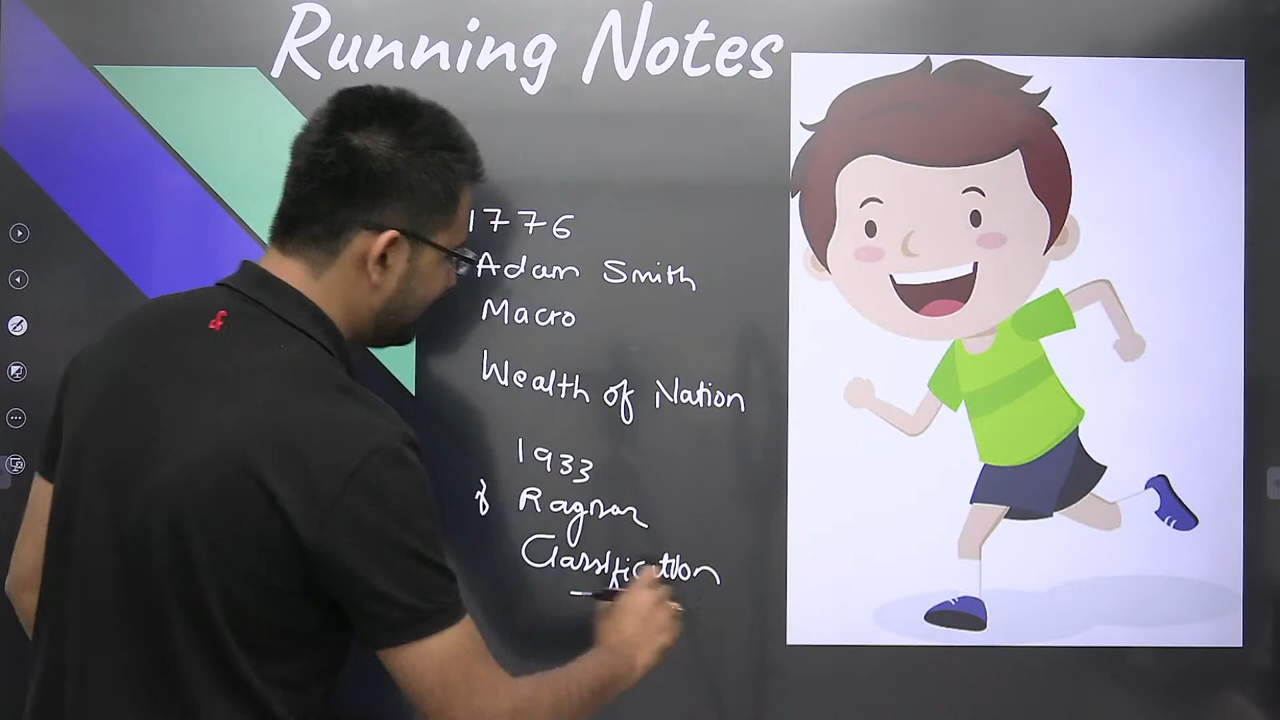 Running Notes
1776
Adam Smith
Macro
Wealth of Nation
1933
Ragnar
Classification